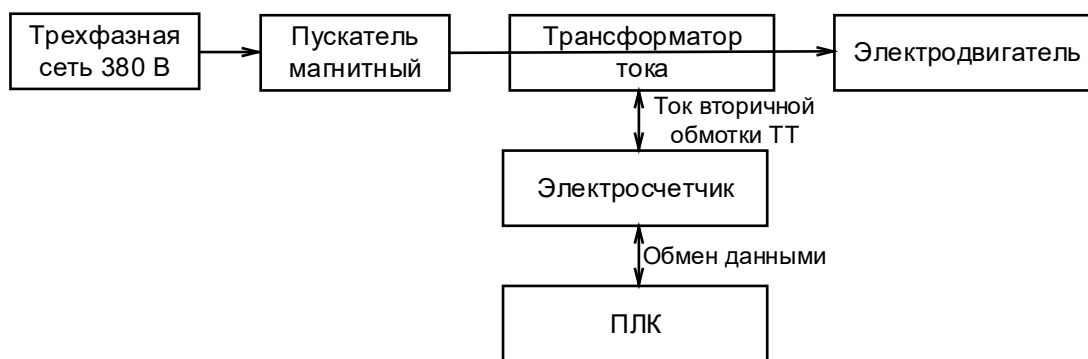 Трехфазная
сеть 380 В
Пускатель
магнитный
Трансформатор
тока
Электродвигатель
Ток вторичной
обмотки ТТ
Электросчетчик
Обмен данными
ПЛК